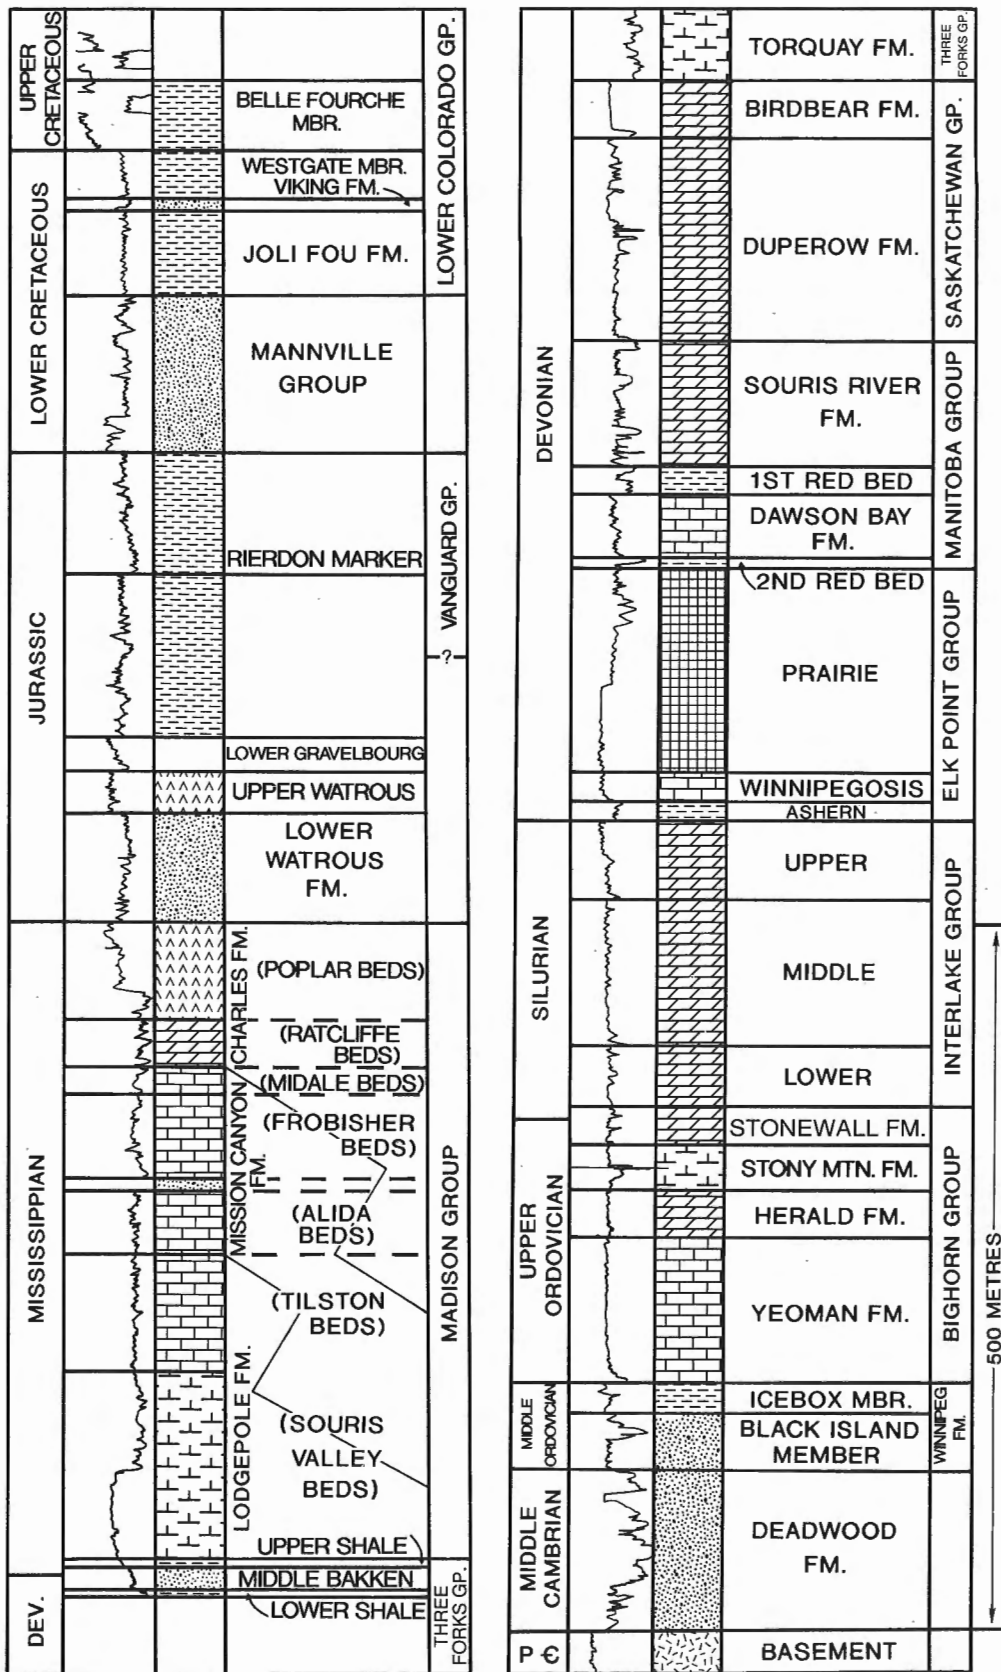 UPPER
CRETACEOUS
LOWER CRETACEOUS
JURASSIC
MISSISSIPPIAN
DEV.
BELLE FOURCHE
MBR.
WESTGATE MBR.
VIKING FM.
JOLI FOU FM.
MANNVILLE
GROUP
RIERDON MARKER
LOWER GRAVELBOURG
UPPER WATROUS
LOWER
WATROUS
FM.
(POPLAR BEDS)
(RATCLIFFE
BEDS)
(MIDALE BEDS)
(FROBISHER
BEDS)
(ALIDA
BEDS)
(TILSTON
BEDS)
(SOURIS
VALLEY
BEDS)
UPPER SHALE
MIDDLE BAKKEN
LOWER SHALE
CHARLES FM.
MISSION CANYON
FM.
LODGEPOLE FM.
LOWER COLORADO GP.
VANGUARD GP.
?
MADISON GROUP
THREE
FORKS GP.
DEVONIAN
SILURIAN
UPPER
ORDOVICIAN
MIDDLE
ORDOVICIAN
MIDDLE
CAMBRIAN
P Є
TORQUAY FM.
BIRDBEAR FM.
DUPEROW FM.
SOURIS RIVER
FM.
1ST RED BED
DAWSON BAY
FM.
2ND RED BED
PRAIRIE
WINNIPEGOSIS
ASHERN
UPPER
MIDDLE
LOWER
STONEWALL FM.
STONY MTN. FM.
HERALD FM.
YEOMAN FM.
ICEBOX MBR.
BLACK ISLAND
MEMBER
DEADWOOD
FM.
BASEMENT
THREE
FORKS GP.
SASKATCHEWAN GP.
MANITOBA GROUP
ELK POINT GROUP
INTERLAKE GROUP
BIGHORN GROUP
WINNIPEG
FM.
500 METRES